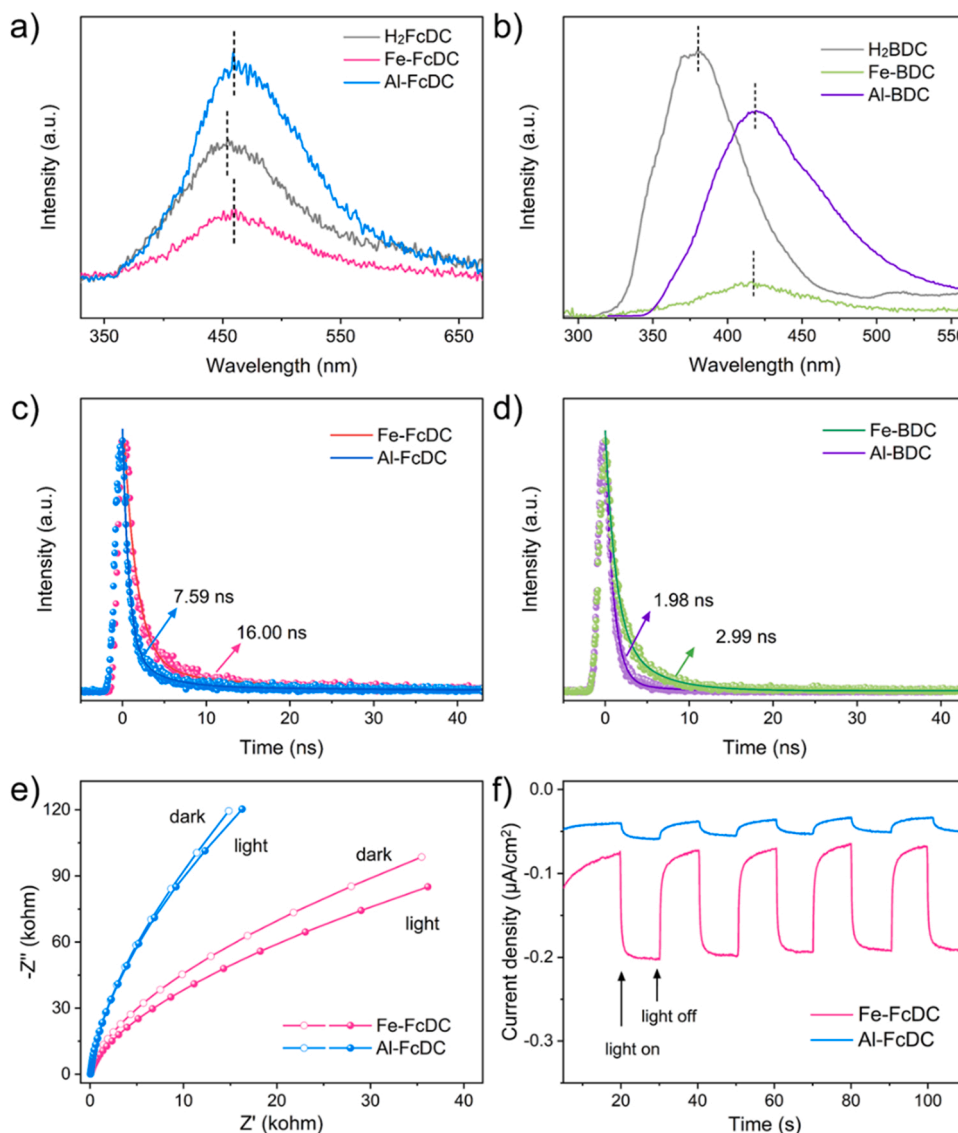 a)
H₂FcDC
Fe-FcDC
Al-FcDC
Intensity (a.u.)
330 450 550 650
Wavelength (nm)
b)
H₂BDC
Fe-BDC
Al-BDC
Intensity (a.u.)
300 350 400 450 500 550
Wavelength (nm)
c)
Fe-FcDC
Al-FcDC
7.59 ns
16.00 ns
Intensity (a.u.)
0 10 20 30 40
Time (ns)
d)
Fe-BDC
Al-BDC
1.98 ns
2.99 ns
Intensity (a.u.)
0 10 20 30 40
Time (ns)
e)
120
90
60
30
0
-Z'' (kohm)
dark
light
dark
light
Fe-FcDC
Al-FcDC
0 10 20 30 40
Z' (kohm)
f)
0.0
-0.1
-0.2
-0.3
Current density (µA/cm²)
light off
light on
Fe-FcDC
Al-FcDC
20 40 60 80 100
Time (s)